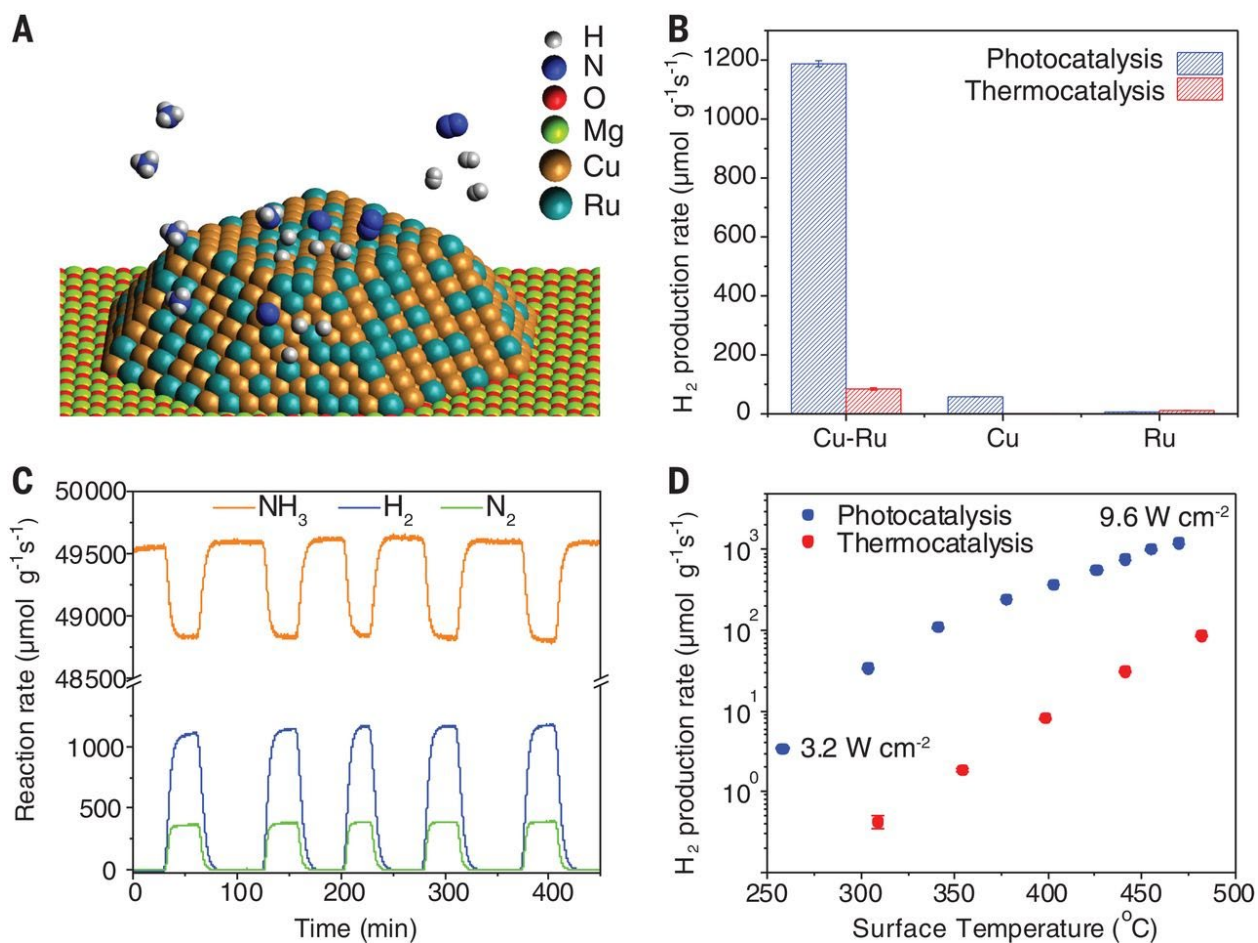 A
H
N
O
Mg
Cu
Ru
B
H₂ production rate (µmol g⁻¹s⁻¹)
1200
1000
800
600
400
200
0
Photocatalysis
Thermocatalysis
Cu-Ru
Cu
Ru
C
Reaction rate (µmol g⁻¹s⁻¹)
50000
49500
49000
48500
1000
500
0
NH₃ H₂ N₂
0 100 200 300 400
Time (min)
D
H₂ production rate (µmol g⁻¹s⁻¹)
10³
10²
10¹
10⁰
Photocatalysis
Thermocatalysis
9.6 W cm⁻²
3.2 W cm⁻²
250 300 350 400 450 500
Surface Temperature (°C)